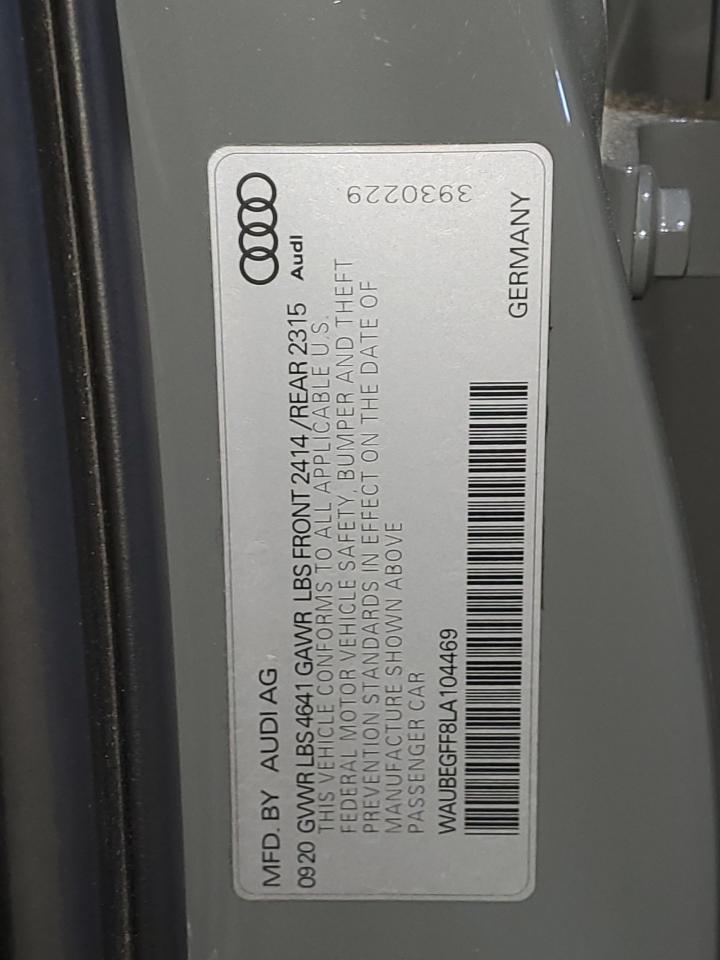 MFD. BY AUDI AG
Audi
0920 GVWR LBS 4641 GAWR LBS FRONT 2414 /REAR 2315
THIS VEHICLE CONFORMS TO ALL APPLICABLE U.S.
FEDERAL MOTOR VEHICLE SAFETY, BUMPER AND THEFT
PREVENTION STANDARDS IN EFFECT ON THE DATE OF
MANUFACTURE SHOWN ABOVE
PASSENGER CAR
3930229
WAUBEGFF8LA104469
GERMANY